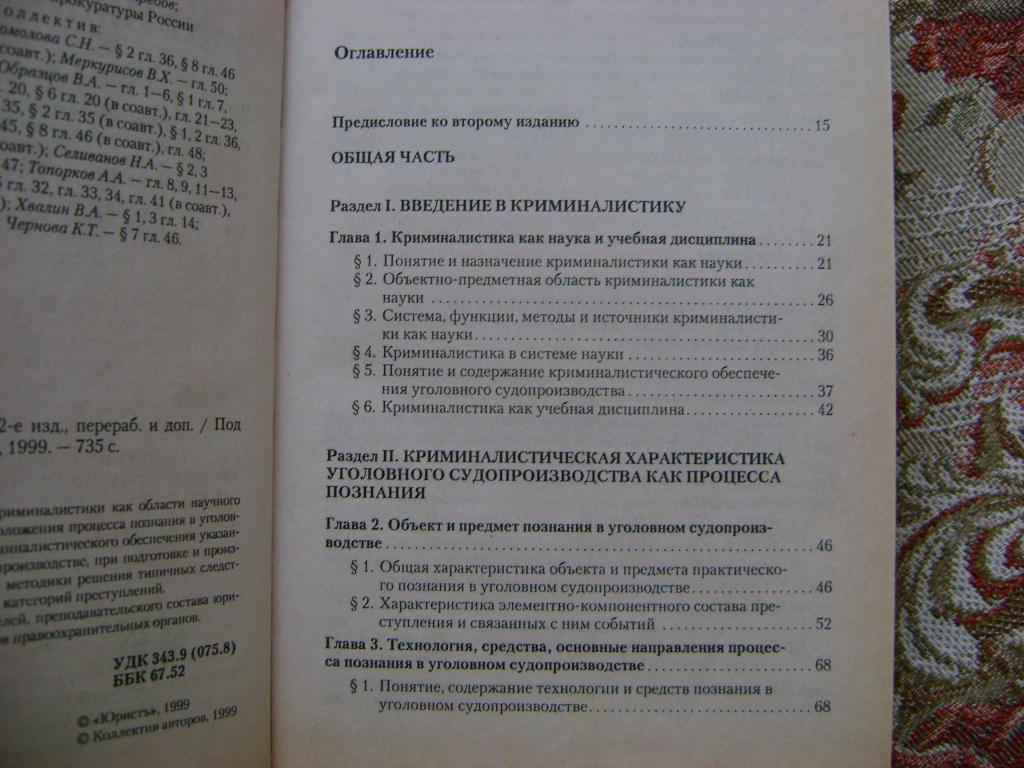 прокуратуры России
коллектив:
§ 2 гл. 36, § 8 гл. 46
соавт.); Меркурисов В.Х. – гл. 50;
Образцов В.А. – гл. 1–6, § 1 гл. 7,
20, § 6 гл. 20 (в соавт.), гл. 21–23,
35, § 2 гл. 35 (в соавт.), § 1, 2 гл. 36,
45, § 8 гл. 46 (в соавт.), гл. 48;
соавт.); Селиванов Н.А. – § 2, 3
47; Топорков А.А. – гл. 8, 9, 11–13,
гл. 32, гл. 33, 34, гл. 41 (в соавт.),
); Хвалин В.А. – § 1, 3 гл. 14;
Чернова К.Т. – § 7 гл. 46.
2-е изд., перераб. и доп. / Под
, 1999. – 735 с.
криминалистики как области научного
положения процесса познания в уголов-
миналистического обеспечения указан-
производстве, при подготовке и произ-
методики решения типичных следст-
категорий преступлений.
лей, преподавательского состава юри-
ов правоохранительных органов.
УДК 343.9 (075.8)
ББК 67.52
© «Юристъ», 1999
© Коллектив авторов, 1999
Оглавление
Предисловие ко второму изданию .......... 15
ОБЩАЯ ЧАСТЬ
Раздел I. ВВЕДЕНИЕ В КРИМИНАЛИСТИКУ
Глава 1. Криминалистика как наука и учебная дисциплина ........ 21
§ 1. Понятие и назначение криминалистики как науки .......... 21
§ 2. Объектно-предметная область криминалистики как
науки .......... 26
§ 3. Система, функции, методы и источники криминалисти-
ки как науки .......... 30
§ 4. Криминалистика в системе науки .......... 36
§ 5. Понятие и содержание криминалистического обеспече-
ния уголовного судопроизводства .......... 37
§ 6. Криминалистика как учебная дисциплина .......... 42
Раздел II. КРИМИНАЛИСТИЧЕСКАЯ ХАРАКТЕРИСТИКА
УГОЛОВНОГО СУДОПРОИЗВОДСТВА КАК ПРОЦЕССА
ПОЗНАНИЯ
Глава 2. Объект и предмет познания в уголовном судопроиз-
водстве .......... 46
§ 1. Общая характеристика объекта и предмета практическо-
го познания в уголовном судопроизводстве .......... 46
§ 2. Характеристика элементно-компонентного состава пре-
ступления и связанных с ним событий .......... 52
Глава 3. Технология, средства, основные направления процес-
са познания в уголовном судопроизводстве .......... 68
§ 1. Понятие, содержание технологии и средств познания в
уголовном судопроизводстве .......... 68